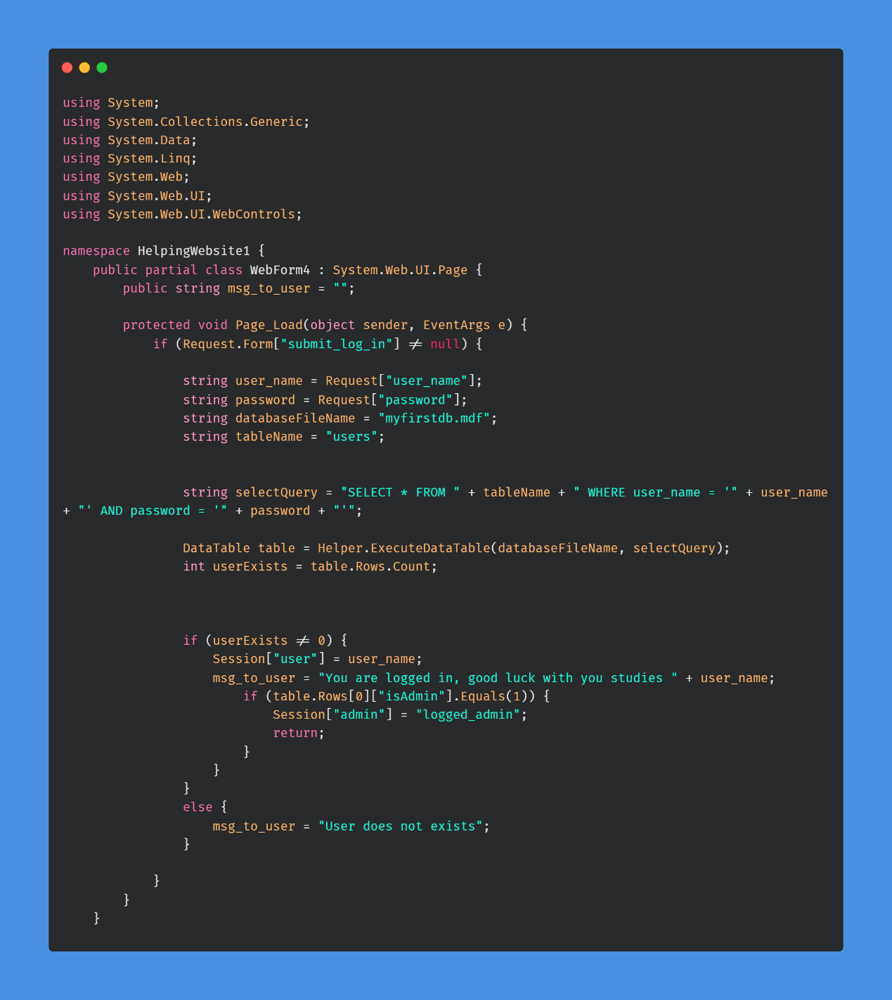 using System;
using System.Collections.Generic;
using System.Data;
using System.Linq;
using System.Web;
using System.Web.UI;
using System.Web.UI.WebControls;

namespace HelpingWebsite1 {
    public partial class WebForm4 : System.Web.UI.Page {
        public string msg_to_user = "";

        protected void Page_Load(object sender, EventArgs e) {
            if (Request.Form["submit_log_in"] != null) {

                string user_name = Request["user_name"];
                string password = Request["password"];
                string databaseFileName = "myfirstdb.mdf";
                string tableName = "users";


                string selectQuery = "SELECT * FROM " + tableName + " WHERE user_name = '" + user_name
+ "' AND password = '" + password + "'";

                DataTable table = Helper.ExecuteDataTable(databaseFileName, selectQuery);
                int userExists = table.Rows.Count;



                if (userExists != 0) {
                    Session["user"] = user_name;
                    msg_to_user = "You are logged in, good luck with you studies " + user_name;
                        if (table.Rows[0]["isAdmin"].Equals(1)) {
                            Session["admin"] = "logged_admin";
                            return;
                        }
                    }
                }
                else {
                    msg_to_user = "User does not exists";
                }

            }
        }
    }